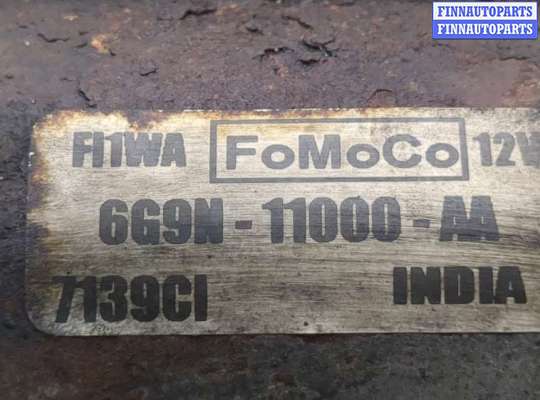 FINNAUTOPARTS
FINNAUTOPARTS
FI1WA FoMoCo 12V
6G9N-11000-AA
7139CI INDIA